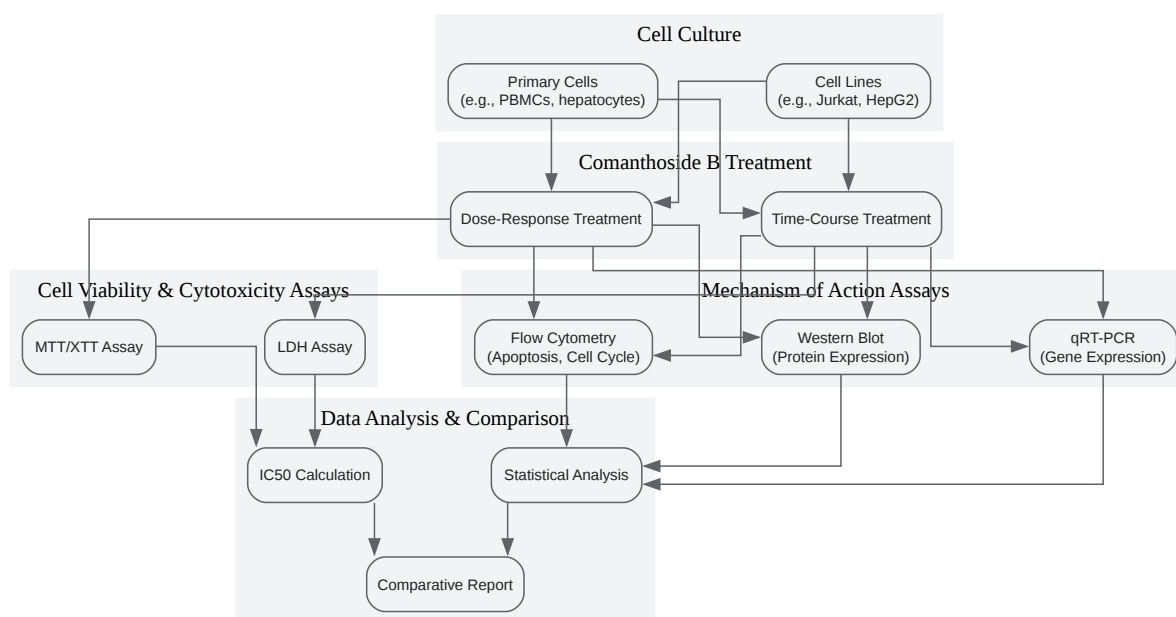 Cell Culture
Primary Cells
(e.g., PBMCs, hepatocytes)
Cell Lines
(e.g., Jurkat, HepG2)
Comanthoside B Treatment
Dose-Response Treatment
Time-Course Treatment
Cell Viability & Cytotoxicity Assays
Mechanism of Action Assays
MTT/XTT Assay
LDH Assay
Flow Cytometry
(Apoptosis, Cell Cycle)
Western Blot
(Protein Expression)
qRT-PCR
(Gene Expression)
Data Analysis & Comparison
IC50 Calculation
Statistical Analysis
Comparative Report